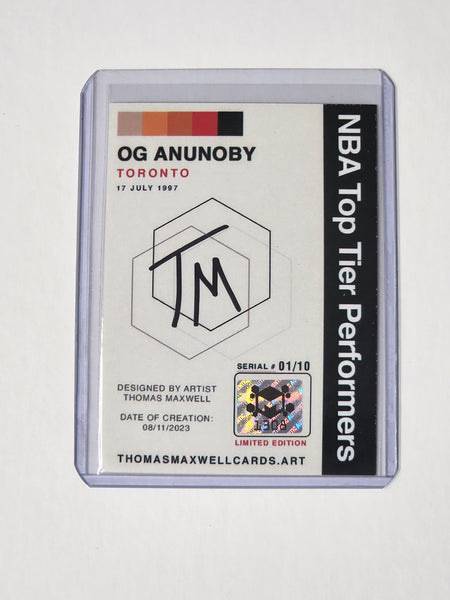 OG ANUNOBY
TORONTO
17 JULY 1997
TM
SERIAL # 01/10
1308
LIMITED EDITION
DESIGNED BY ARTIST
THOMAS MAXWELL
DATE OF CREATION:
08/11/2023
THOMASMAXWELLCARDS.ART
NBA Top Tier Performers